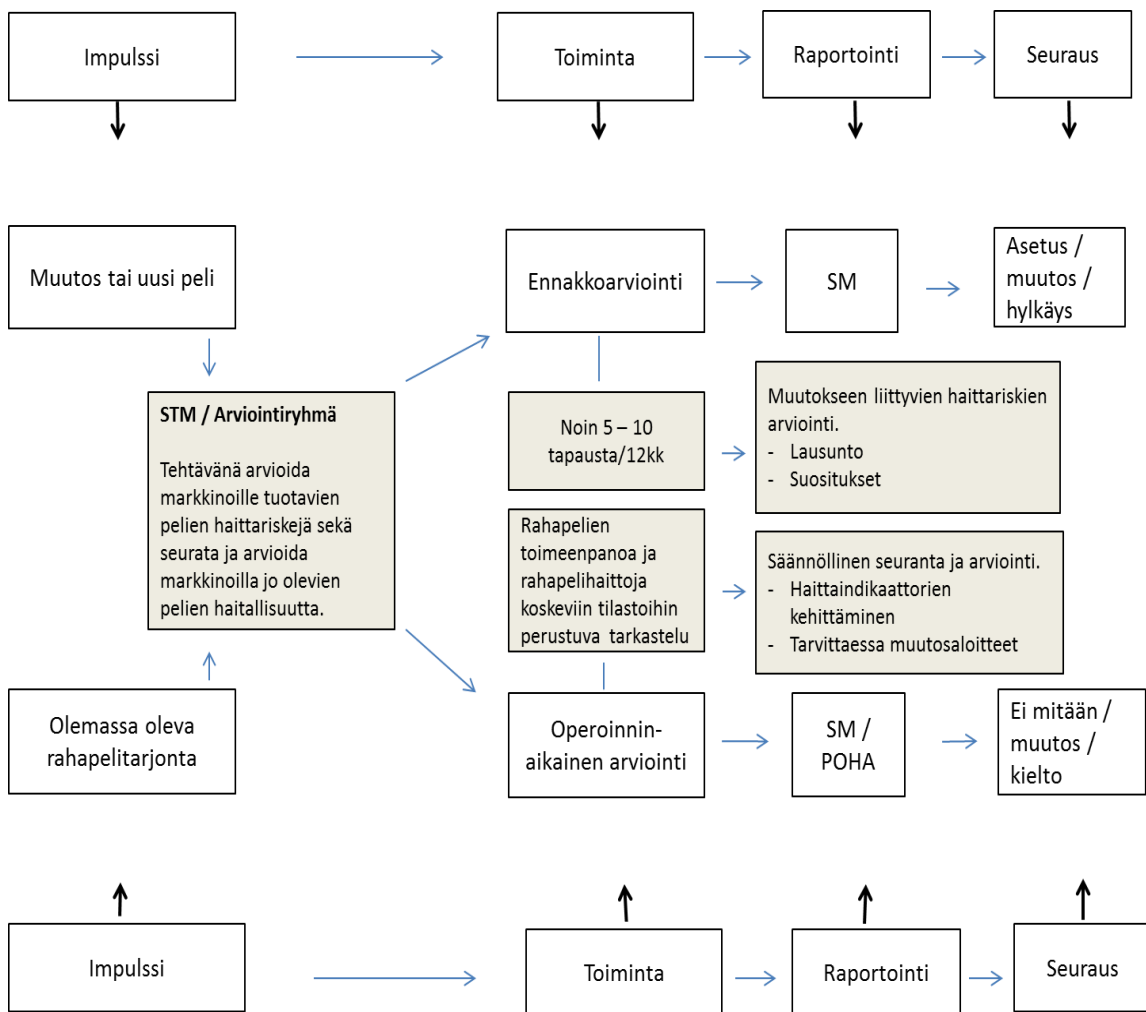 Impulssi
Toiminta
Raportointi
Seuraus
Muutos tai uusi peli
Ennakkoarviointi
SM
Asetus /
muutos /
hylkäys
STM / Arviointiryhmä
Tehtävänä arvioida
markkinoille tuotavien
pelien haittariskejä sekä
seurata ja arvioida
markkinoilla jo olevien
pelien haitallisuutta.
Noin 5 – 10
tapausta/12kk
Muutokseen liittyvien haittariskien
arviointi.
- Lausunto
- Suositukset
Rahapelien
toimeenpanoa ja
rahapelihaittoja
koskeviin tilastoihin
perustuva tarkastelu
Säännöllinen seuranta ja arviointi.
- Haittaindikaattorien
kehittäminen
- Tarvittaessa muutosaloitteet
Olemassa oleva
rahapelitarjonta
Operoinnin-
aikainen arviointi
SM /
POHA
Ei mitään /
muutos /
kielto
Impulssi
Toiminta
Raportointi
Seuraus